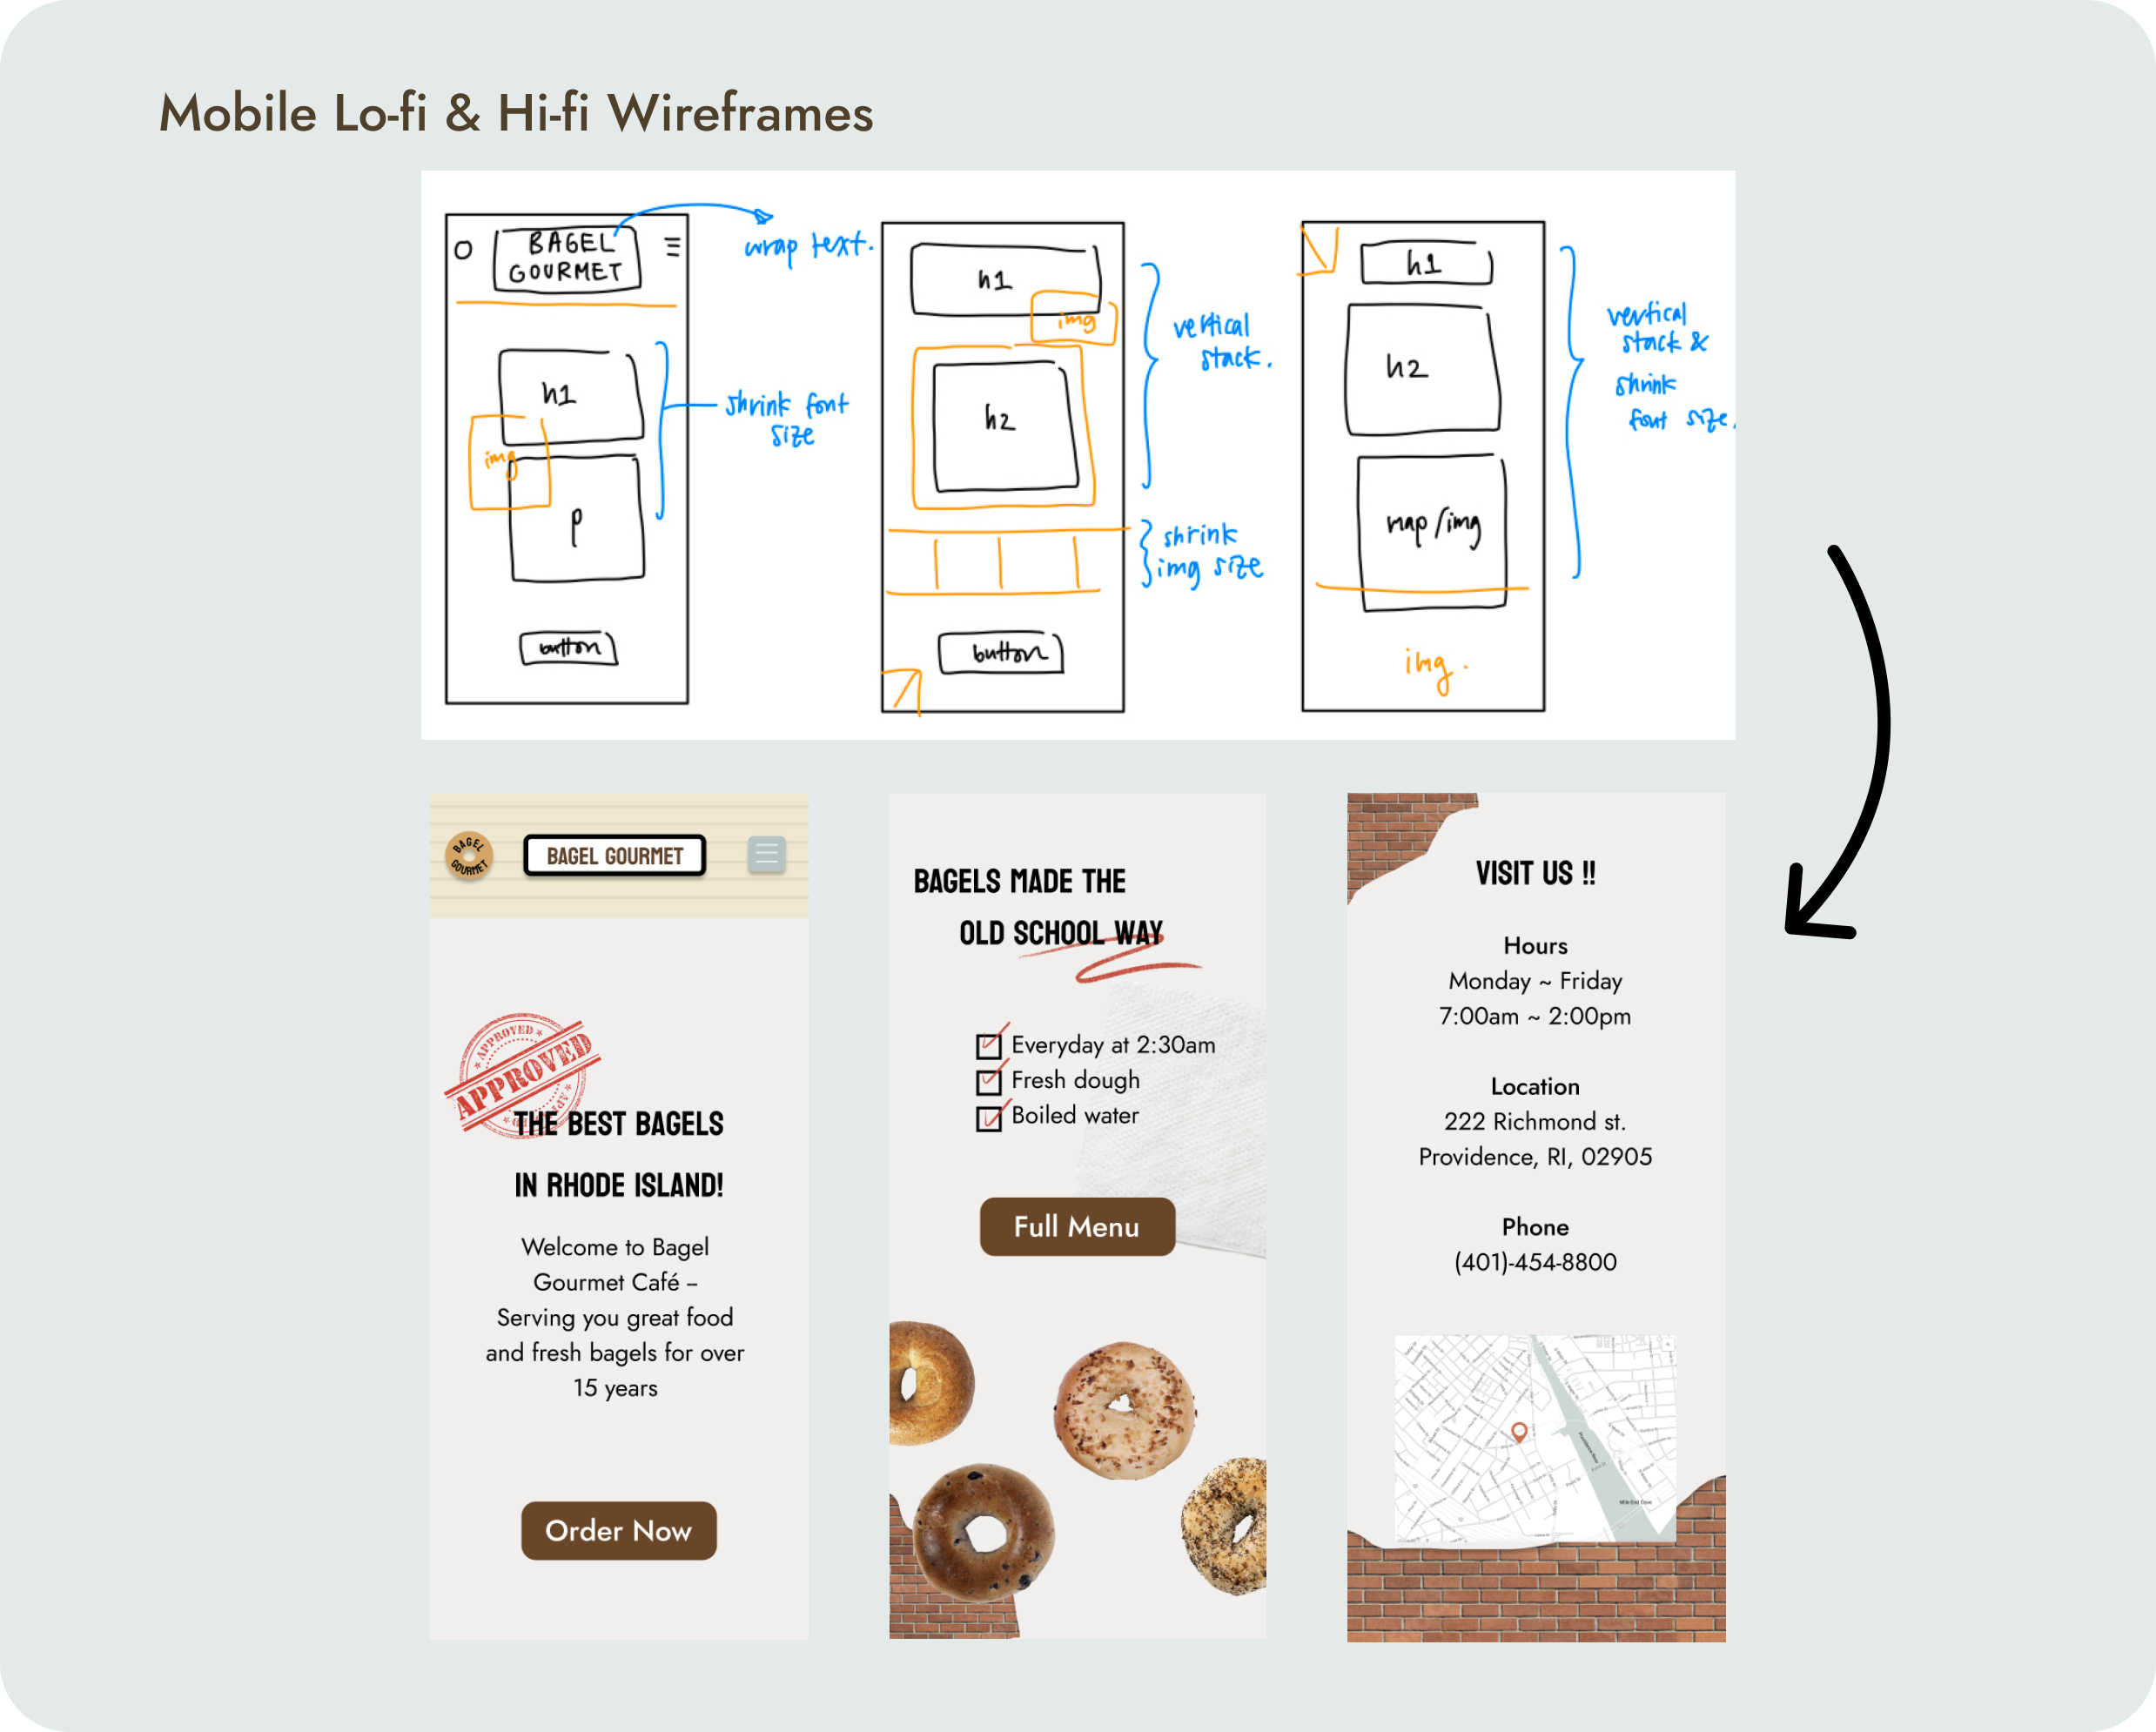 Mobile Lo-fi & Hi-fi Wireframes
BAGEL
GOURMET
wrap text.
h1
img
p
shrink font
size
button
h1
img
h2
vertical
stack.
shrink
img size
button
h1
h2
map/img
img.
vertical
stack &
shrink
font size.
BAGEL
GOURMET
BAGEL GOURMET
APPROVED
APPROVED
THE BEST BAGELS
IN RHODE ISLAND!
Welcome to Bagel
Gourmet Café –
Serving you great food
and fresh bagels for over
15 years
Order Now
BAGELS MADE THE
OLD SCHOOL WAY
Everyday at 2:30am
Fresh dough
Boiled water
Full Menu
VISIT US !!
Hours
Monday ~ Friday
7:00am ~ 2:00pm
Location
222 Richmond st.
Providence, RI, 02905
Phone
(401)-454-8800